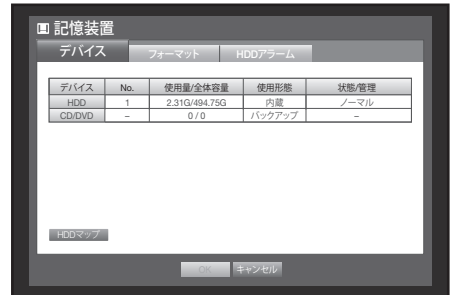 記憶装置
デバイス フォーマット HDDアラーム
デバイス No. 使用量/全体容量 使用形態 状態/管理
HDD 1 2.31G/494.75G 内蔵 ノーマル
CD/DVD – 0 / 0 バックアップ –
HDDマップ
OK キャンセル